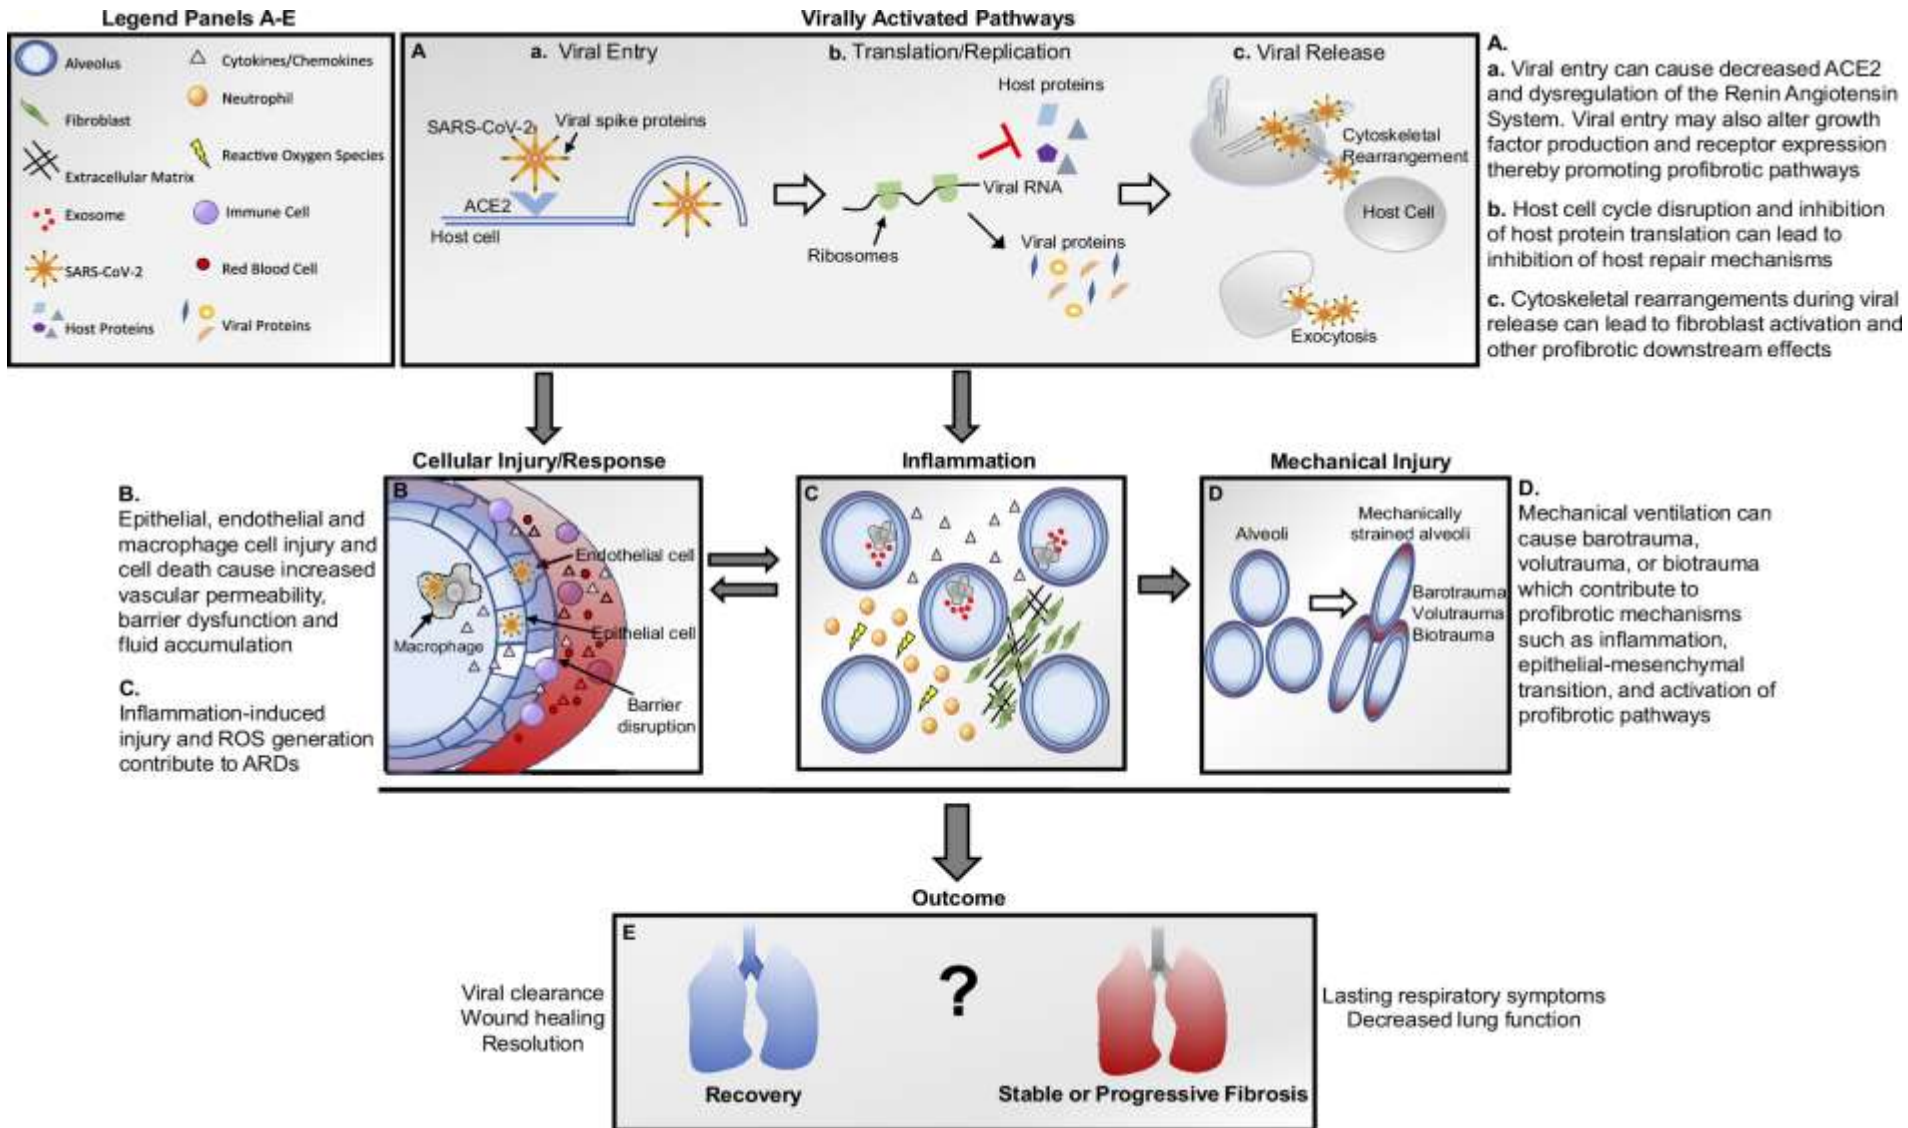 Legend Panels A-E
Alveolus
Cytokines/Chemokines
Neutrophil
Fibroblast
Reactive Oxygen Species
Extracellular Matrix
Exosome
Immune Cell
SARS-CoV-2
Red Blood Cell
Host Proteins
Viral Proteins
Virally Activated Pathways
A
a. Viral Entry
SARS-CoV-2
Viral spike proteins
ACE2
Host cell
b. Translation/Replication
Host proteins
Viral RNA
Ribosomes
Viral proteins
c. Viral Release
Cytoskeletal
Rearrangement
Host Cell
Exocytosis
A.
a. Viral entry can cause decreased ACE2
and dysregulation of the Renin Angiotensin
System. Viral entry may also alter growth
factor production and receptor expression
thereby promoting profibrotic pathways
b. Host cell cycle disruption and inhibition
of host protein translation can lead to
inhibition of host repair mechanisms
c. Cytoskeletal rearrangements during viral
release can lead to fibroblast activation and
other profibrotic downstream effects
B.
Epithelial, endothelial and
macrophage cell injury and
cell death cause increased
vascular permeability,
barrier dysfunction and
fluid accumulation
C.
Inflammation-induced
injury and ROS generation
contribute to ARDs
Cellular Injury/Response
B
Endothelial cell
Epithelial cell
Macrophage
Barrier
disruption
Inflammation
C
Mechanical Injury
D
Alveoli
Mechanically
strained alveoli
Barotrauma
Volutrauma
Biotrauma
D.
Mechanical ventilation can
cause barotrauma,
volutrauma, or biotrauma
which contribute to
profibrotic mechanisms
such as inflammation,
epithelial-mesenchymal
transition, and activation of
profibrotic pathways
Outcome
E
Viral clearance
Wound healing
Resolution
?
Recovery
Stable or Progressive Fibrosis
Lasting respiratory symptoms
Decreased lung function